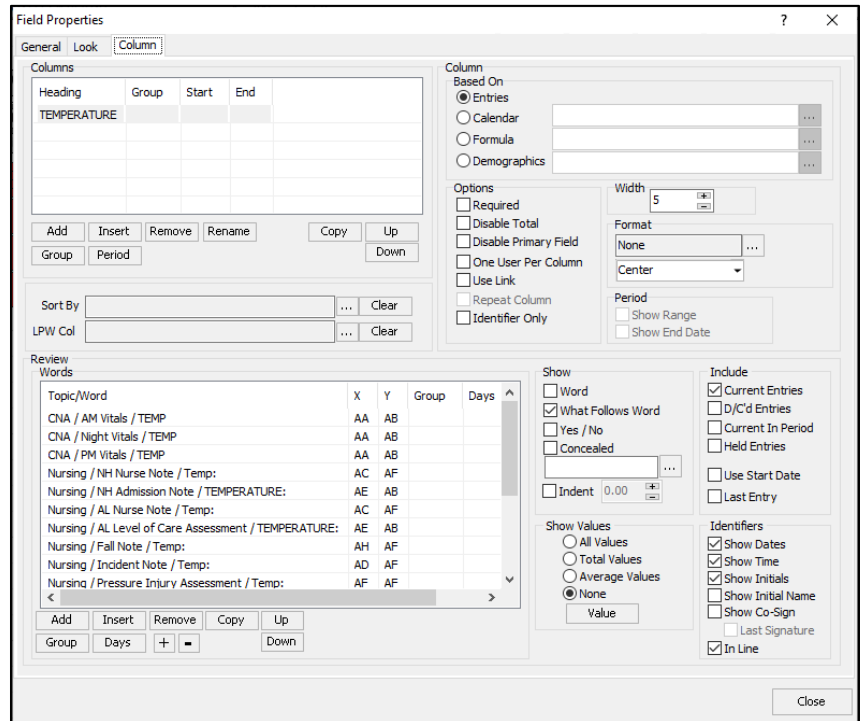 Field Properties ? ×
General Look Column
Columns
Heading Group Start End
TEMPERATURE
Add Insert Remove Rename Copy Up
Group Period Down
Sort By ... Clear
LPW Col ... Clear
Column
Based On
Entries
Calendar ...
Formula ...
Demographics ...
Options
Required
Disable Total
Disable Primary Field
One User Per Column
Use Link
Repeat Column
Identifier Only
Width
5
Format
None ...
Center
Period
Show Range
Show End Date
Review
Words
Topic/Word X Y Group Days
CNA / AM Vitals / TEMP AA AB
CNA / Night Vitals / TEMP AA AB
CNA / PM Vitals / TEMP AA AB
Nursing / NH Nurse Note / Temp: AC AF
Nursing / NH Admission Note / TEMPERATURE: AE AB
Nursing / AL Nurse Note / Temp: AC AF
Nursing / AL Level of Care Assessment / TEMPERATURE: AE AB
Nursing / Fall Note / Temp: AH AF
Nursing / Incident Note / Temp: AD AF
Nursing / Pressure Injury Assessment / Temp: AF AF
Add Insert Remove Copy Up
Group Days + - Down
Show
Word
What Follows Word
Yes / No
Concealed
...
Indent 0.00
Show Values
All Values
Total Values
Average Values
None
Value
Include
Current Entries
D/C'd Entries
Current In Period
Held Entries
Use Start Date
Last Entry
Identifiers
Show Dates
Show Time
Show Initials
Show Initial Name
Show Co-Sign
Last Signature
In Line
Close